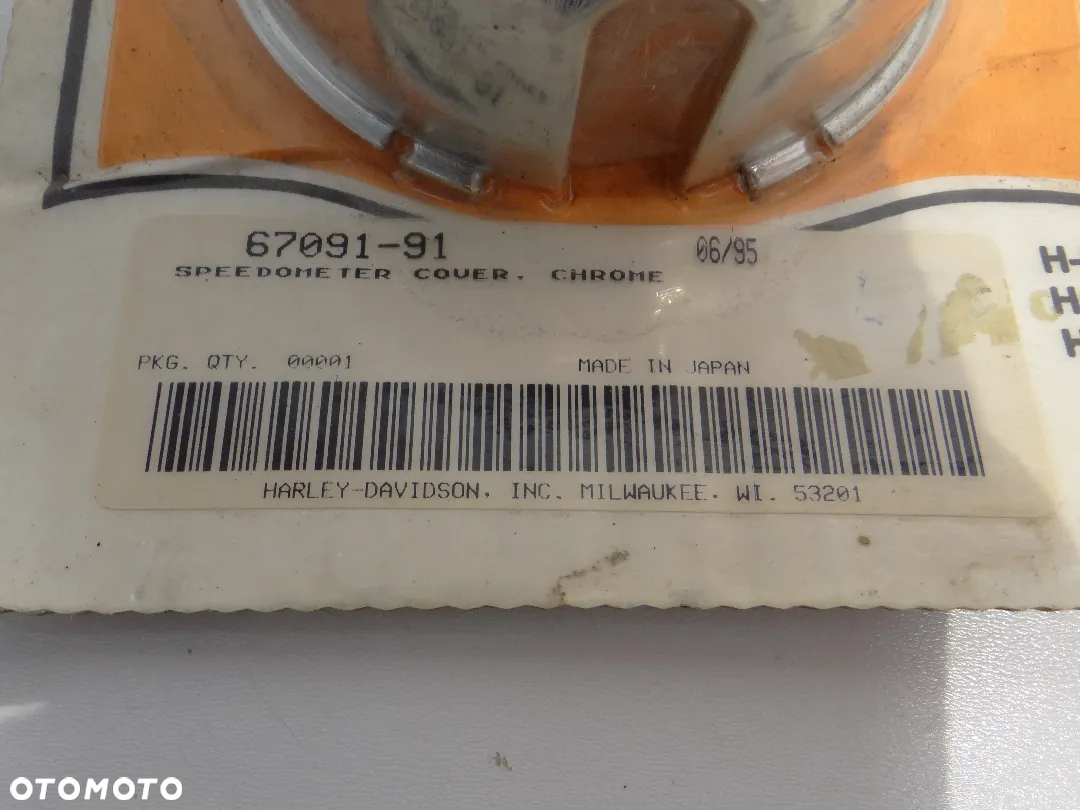 67091-91 06/95
SPEEDOMETER COVER, CHROME
H-
H
H
PKG. QTY. 00001 MADE IN JAPAN
HARLEY-DAVIDSON, INC. MILWAUKEE. WI. 53201
OTOMOTO